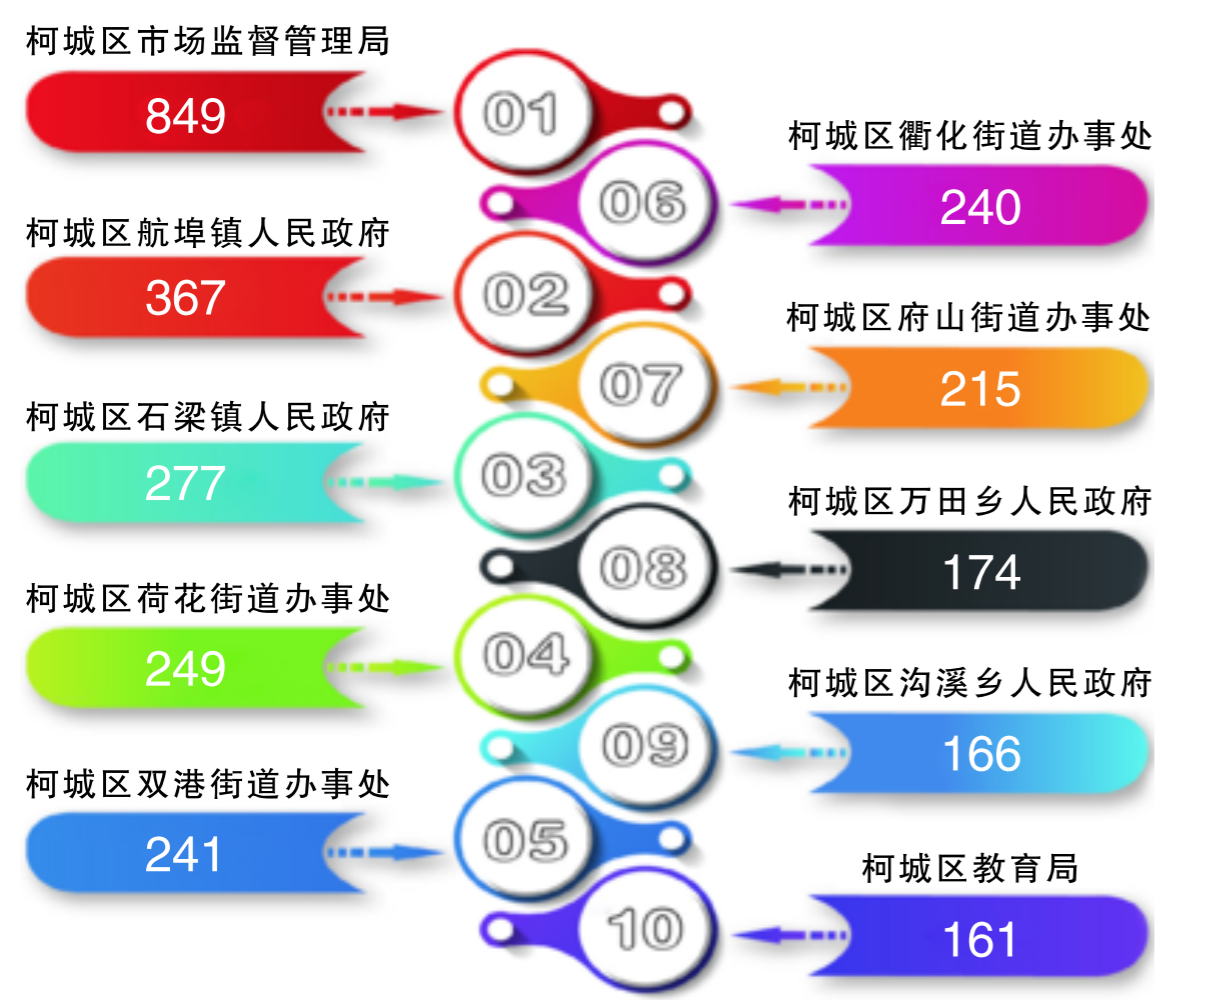 柯城区市场监督管理局
849
01
柯城区衢化街道办事处
240
06
柯城区航埠镇人民政府
367
02
柯城区府山街道办事处
215
07
柯城区石梁镇人民政府
277
03
柯城区万田乡人民政府
174
08
柯城区荷花街道办事处
249
04
柯城区沟溪乡人民政府
166
09
柯城区双港街道办事处
241
05
柯城区教育局
161
10